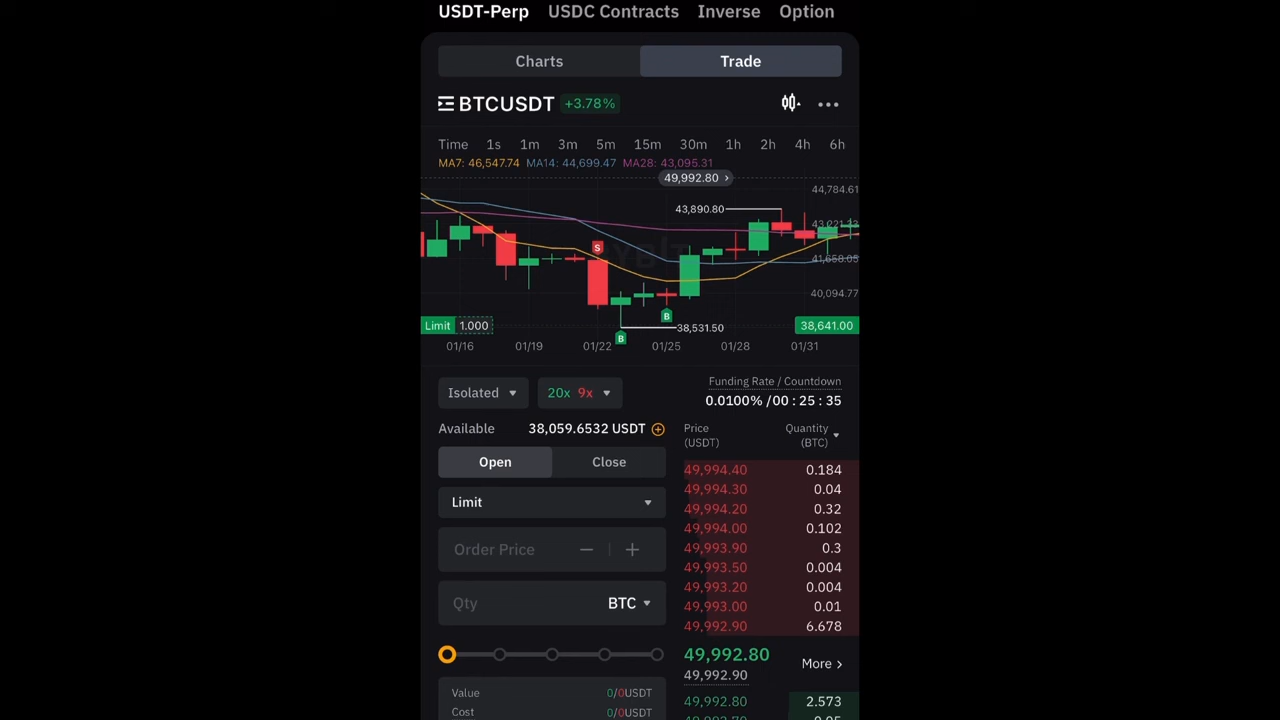 USDT-Perp USDC Contracts Inverse Option
Charts Trade
BTCUSDT +3.78%
Time 1s 1m 3m 5m 15m 30m 1h 2h 4h 6h
MA7: 46,547.74 MA14: 44,699.47 MA28: 43,095.31
49,992.80 >
44,784.61
43,890.80
43,221.23
S
41,658.05
40,094.77
B
Limit 1.000
38,531.50
38,641.00
B
01/16 01/19 01/22 01/25 01/28 01/31
Isolated 20x 9x
Funding Rate / Countdown
0.0100% /00 : 25 : 35
Available 38,059.6532 USDT
Price (USDT)
Quantity (BTC)
Open Close
Limit
Order Price − | +
Qty BTC
49,994.40 0.184
49,994.30 0.04
49,994.20 0.32
49,994.00 0.102
49,993.90 0.3
49,993.50 0.004
49,993.20 0.004
49,993.00 0.01
49,992.90 6.678
49,992.80
49,992.90
More >
Value 0/0USDT
Cost 0/0USDT
49,992.80 2.573